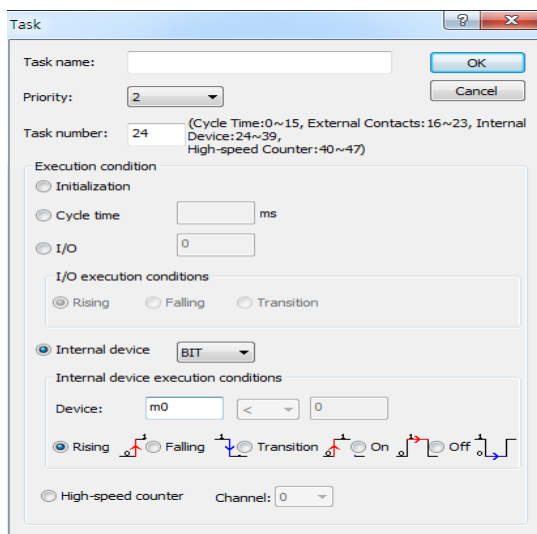 Task
Task name:
OK
Priority:
2
Cancel
Task number:
24
(Cycle Time:0~15, External Contacts:16~23, Internal
Device:24~39,
High-speed Counter:40~47)
Execution condition
Initialization
Cycle time
ms
I/O
0
I/O execution conditions
Rising Falling Transition
Internal device
BIT
Internal device execution conditions
Device:
m0
<
0
Rising Falling Transition On Off
High-speed counter Channel: 0